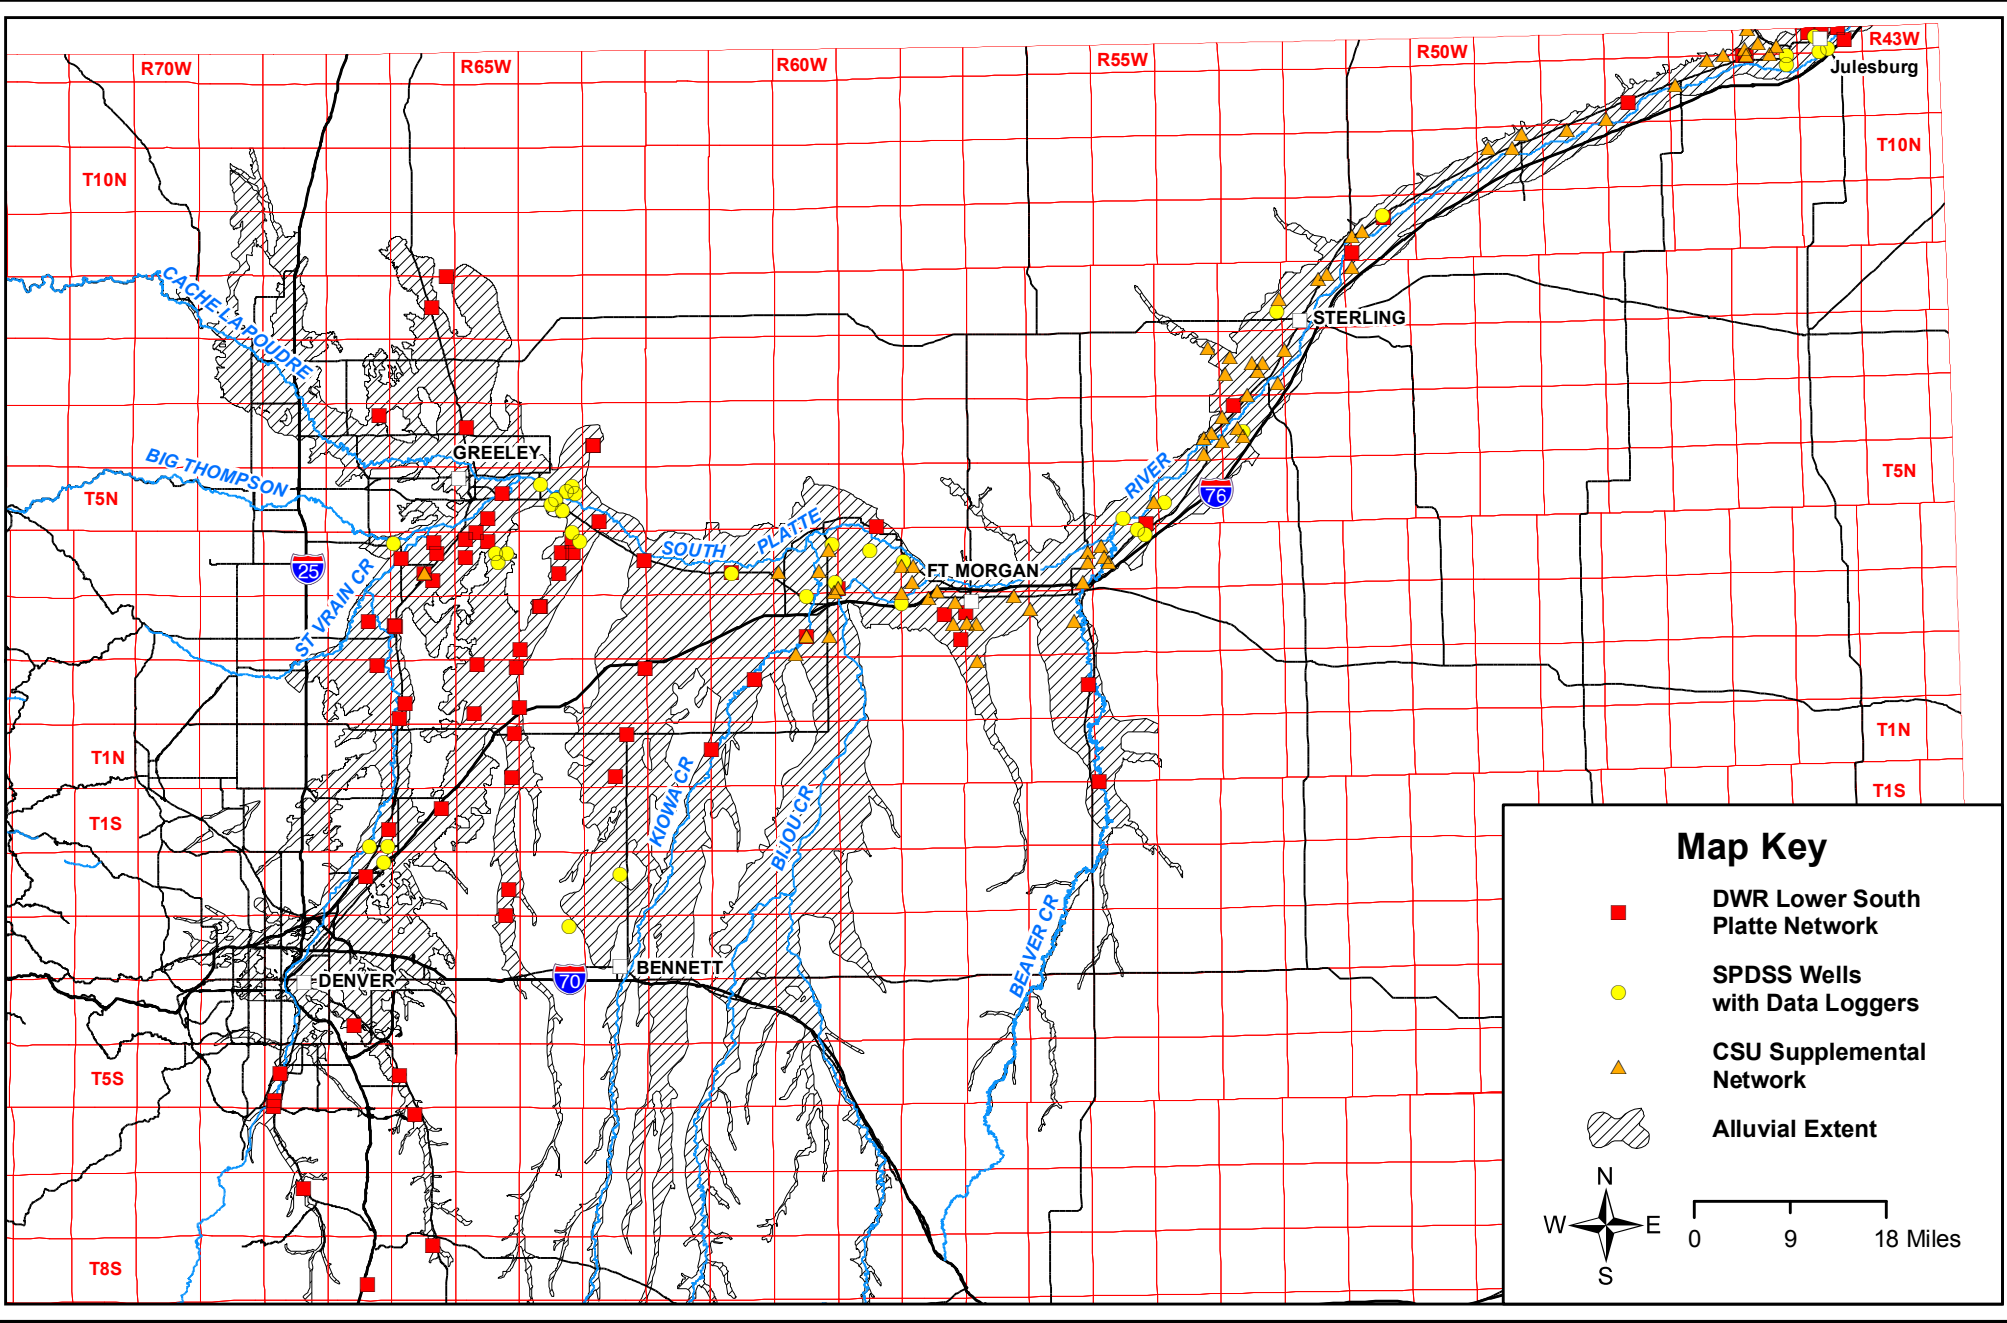 R70W
R65W
R60W
R55W
R50W
R43W
Julesburg
T10N
T10N
CACHE LA POUDRE
STERLING
GREELEY
BIG THOMPSON
T5N
T5N
RIVER
76
SOUTH
PLATTE
25
FT. MORGAN
ST VRAIN CR
T1N
T1N
T1S
T1S
KIOWA CR
BIJOU CR
BEAVER CR
DENVER
70
BENNETT
T5S
T8S
Map Key
DWR Lower South
Platte Network
SPDSS Wells
with Data Loggers
CSU Supplemental
Network
Alluvial Extent
N
W
E
S
0
9
18 Miles